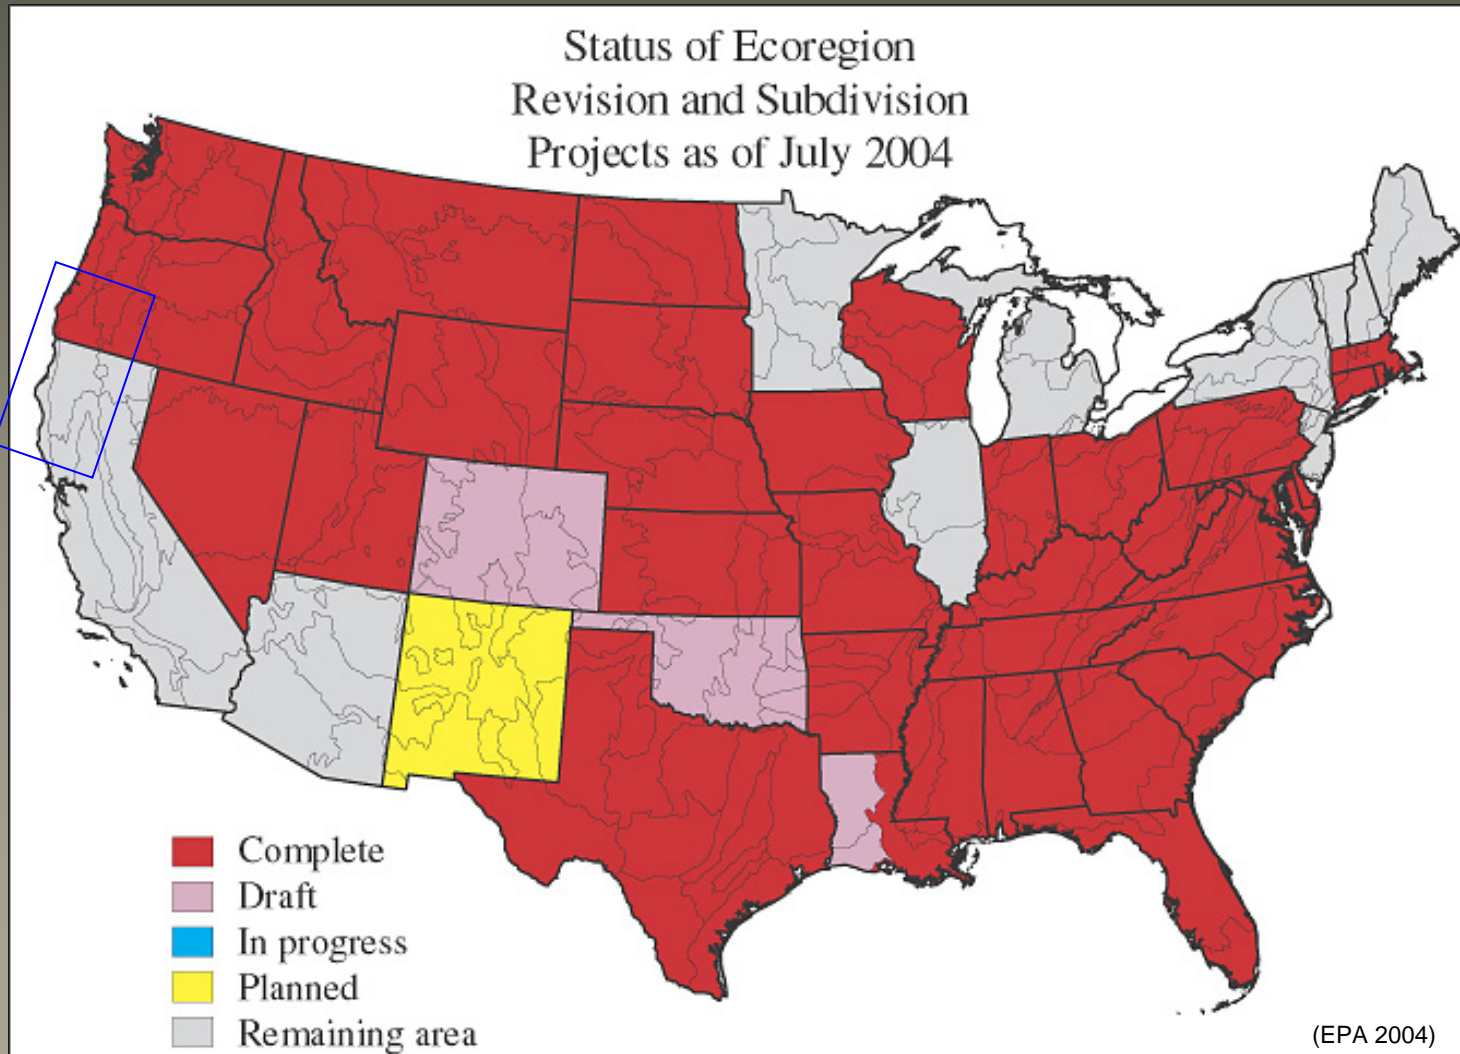 Status of Ecoregion
Revision and Subdivision
Projects as of July 2004
Complete
Draft
In progress
Planned
Remaining area
(EPA 2004)